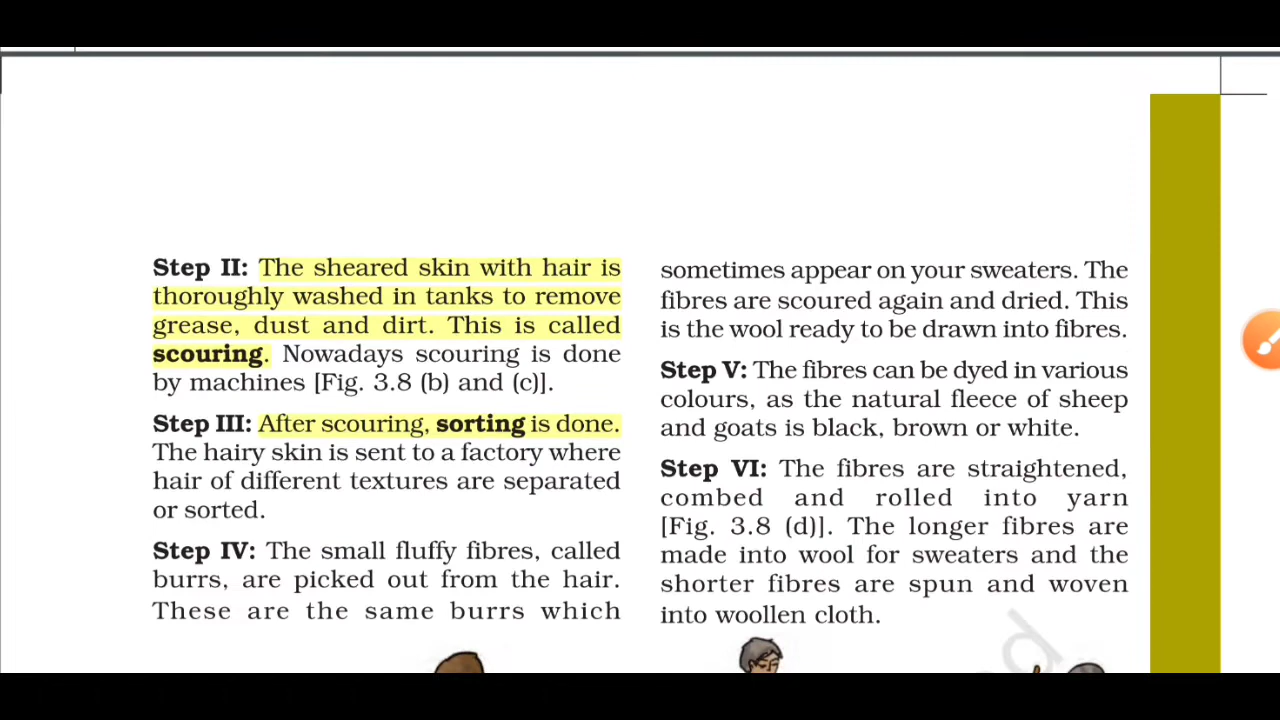 Step II: The sheared skin with hair is
thoroughly washed in tanks to remove
grease, dust and dirt. This is called
scouring. Nowadays scouring is done
by machines [Fig. 3.8 (b) and (c)].
Step III: After scouring, sorting is done.
The hairy skin is sent to a factory where
hair of different textures are separated
or sorted.
Step IV: The small fluffy fibres, called
burrs, are picked out from the hair.
These are the same burrs which
sometimes appear on your sweaters. The
fibres are scoured again and dried. This
is the wool ready to be drawn into fibres.
Step V: The fibres can be dyed in various
colours, as the natural fleece of sheep
and goats is black, brown or white.
Step VI: The fibres are straightened,
combed and rolled into yarn
[Fig. 3.8 (d)]. The longer fibres are
made into wool for sweaters and the
shorter fibres are spun and woven
into woollen cloth.